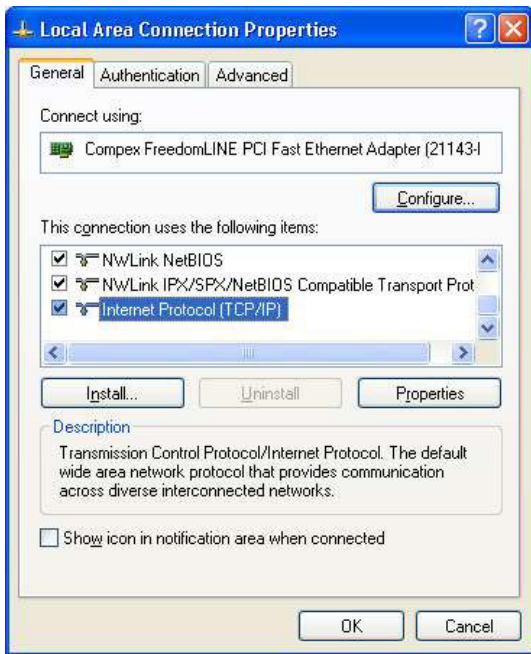 Local Area Connection Properties
General Authentication Advanced
Connect using:
Compex FreedomLINE PCI Fast Ethernet Adapter (21143-
Configure...
This connection uses the following items:
NWLink NetBIOS
NWLink IPX/SPX/NetBIOS Compatible Transport Prot
Internet Protocol (TCP/IP)
Install... Uninstall Properties
Description
Transmission Control Protocol/Internet Protocol. The default
wide area network protocol that provides communication
across diverse interconnected networks.
Show icon in notification area when connected
OK Cancel